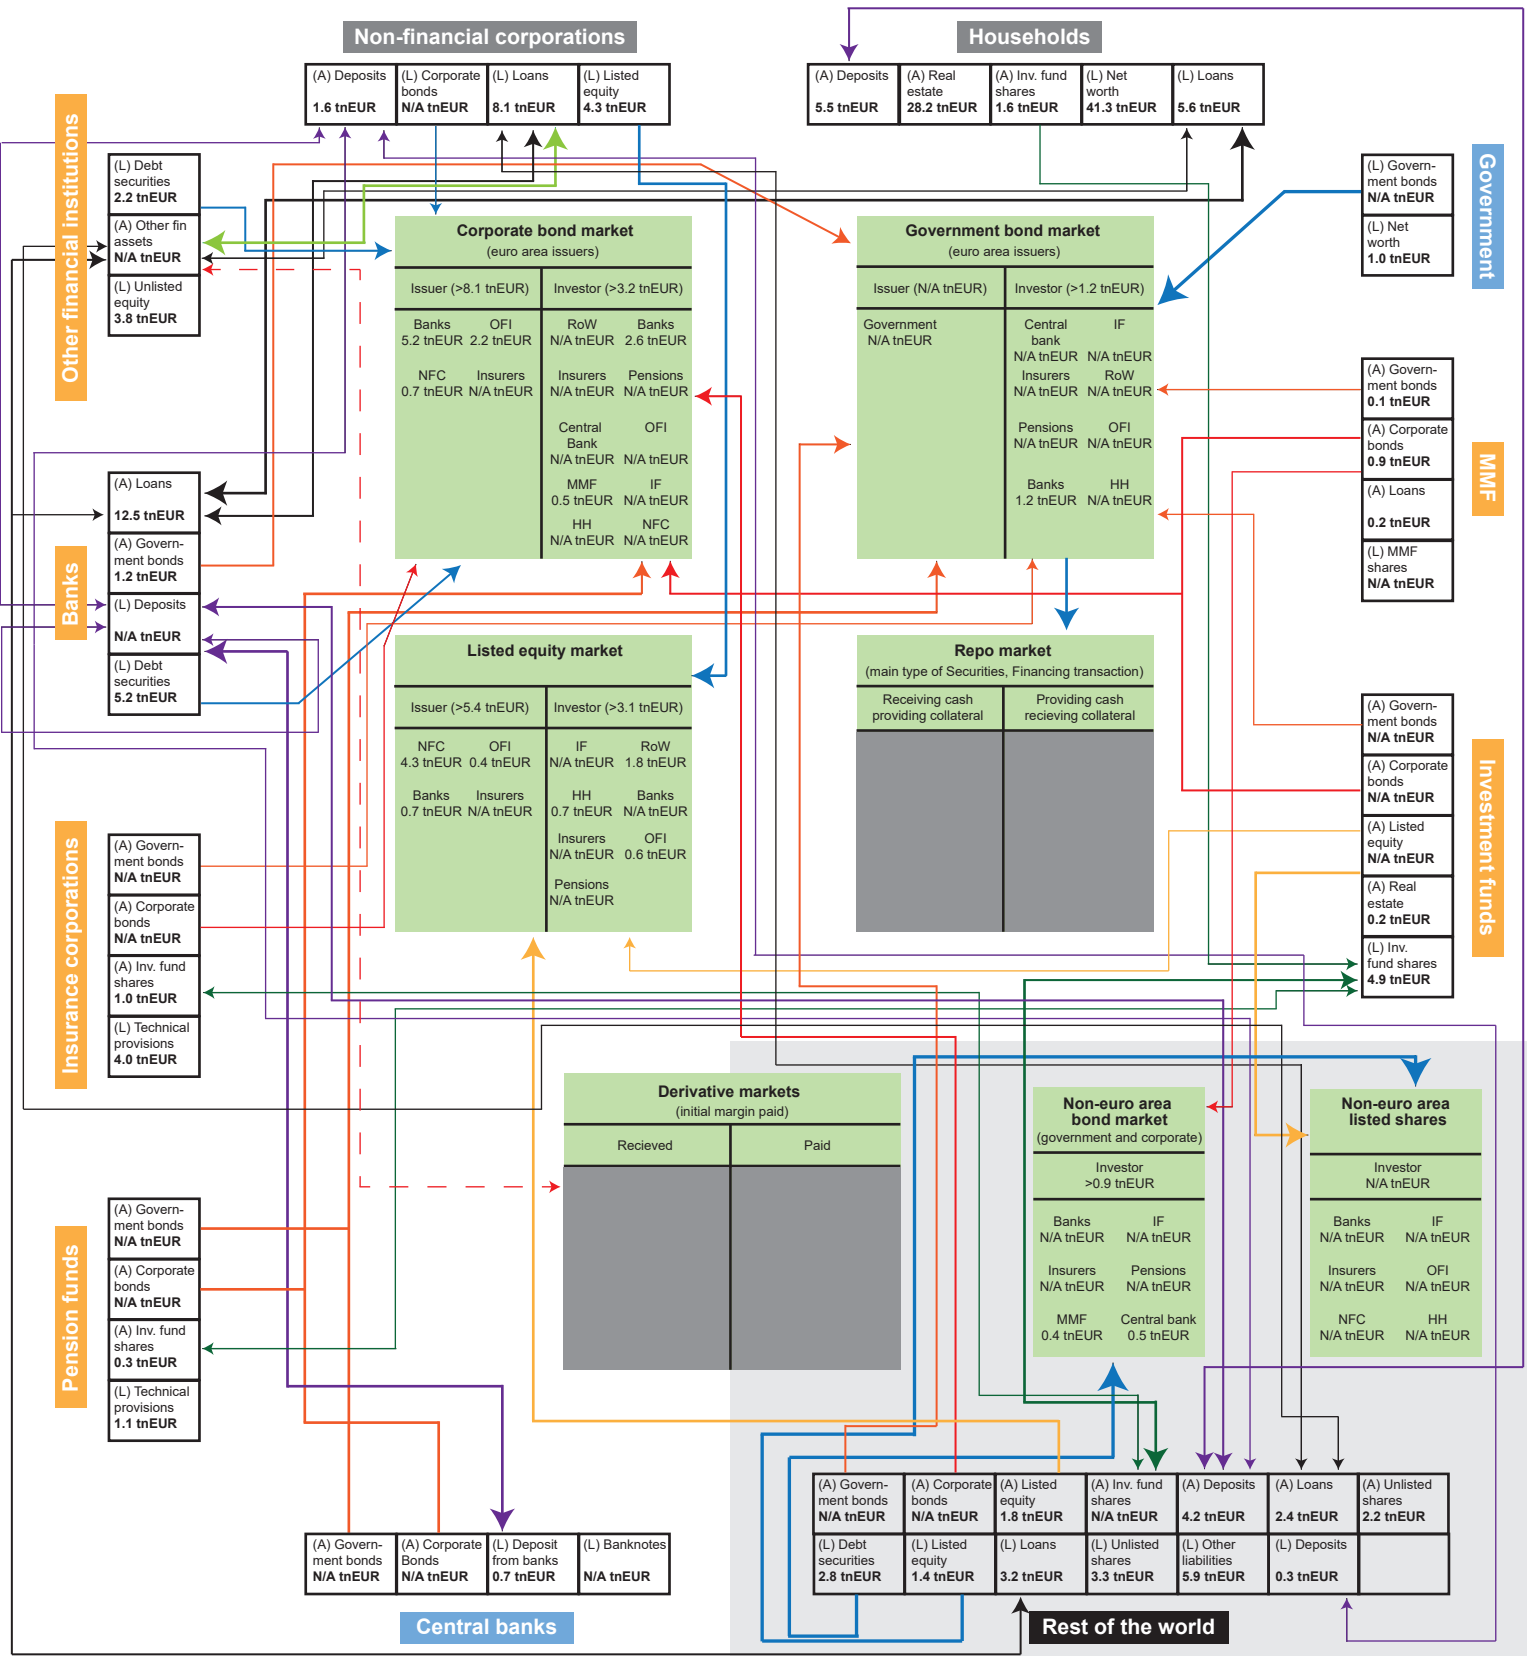 Non-financial corporations
Households
(A) Deposits
1.6 tnEUR
(L) Corporate
bonds
N/A tnEUR
(L) Loans
8.1 tnEUR
(L) Listed
equity
4.3 tnEUR
(A) Deposits
5.5 tnEUR
(A) Real
estate
28.2 tnEUR
(A) Inv. fund
shares
1.6 tnEUR
(L) Net
worth
41.3 tnEUR
(L) Loans
5.6 tnEUR
Other financial institutions
(L) Debt
securities
2.2 tnEUR
(A) Other fin
assets
N/A tnEUR
(L) Unlisted
equity
3.8 tnEUR
Government
(L) Govern-
ment bonds
N/A tnEUR
(L) Net
worth
1.0 tnEUR
Corporate bond market
(euro area issuers)
Issuer (>8.1 tnEUR)
Investor (>3.2 tnEUR)
Banks
5.2 tnEUR
OFI
2.2 tnEUR
NFC
0.7 tnEUR
Insurers
N/A tnEUR
RoW
N/A tnEUR
Banks
2.6 tnEUR
Insurers
N/A tnEUR
Pensions
N/A tnEUR
Central
Bank
N/A tnEUR
OFI
N/A tnEUR
MMF
0.5 tnEUR
IF
N/A tnEUR
HH
N/A tnEUR
NFC
N/A tnEUR
Government bond market
(euro area issuers)
Issuer (N/A tnEUR)
Investor (>1.2 tnEUR)
Government
N/A tnEUR
Central
bank
N/A tnEUR
IF
N/A tnEUR
Insurers
N/A tnEUR
RoW
N/A tnEUR
Pensions
N/A tnEUR
OFI
N/A tnEUR
Banks
1.2 tnEUR
HH
N/A tnEUR
MMF
(A) Govern-
ment bonds
0.1 tnEUR
(A) Corporate
bonds
0.9 tnEUR
(A) Loans
0.2 tnEUR
(L) MMF
shares
N/A tnEUR
Banks
(A) Loans
12.5 tnEUR
(A) Govern-
ment bonds
1.2 tnEUR
(L) Deposits
N/A tnEUR
(L) Debt
securities
5.2 tnEUR
Listed equity market
Issuer (>5.4 tnEUR)
Investor (>3.1 tnEUR)
NFC
4.3 tnEUR
OFI
0.4 tnEUR
Banks
0.7 tnEUR
Insurers
N/A tnEUR
IF
N/A tnEUR
RoW
1.8 tnEUR
HH
0.7 tnEUR
Banks
N/A tnEUR
Insurers
N/A tnEUR
OFI
0.6 tnEUR
Pensions
N/A tnEUR
Repo market
(main type of Securities, Financing transaction)
Receiving cash
providing collateral
Providing cash
recieving collateral
Investment funds
(A) Govern-
ment bonds
N/A tnEUR
(A) Corporate
bonds
N/A tnEUR
(A) Listed
equity
N/A tnEUR
(A) Real
estate
0.2 tnEUR
(L) Inv.
fund shares
4.9 tnEUR
Insurance corporations
(A) Govern-
ment bonds
N/A tnEUR
(A) Corporate
bonds
N/A tnEUR
(A) Inv. fund
shares
1.0 tnEUR
(L) Technical
provisions
4.0 tnEUR
Derivative markets
(initial margin paid)
Recieved
Paid
Non-euro area
bond market
(government and corporate)
Investor
>0.9 tnEUR
Banks
N/A tnEUR
IF
N/A tnEUR
Insurers
N/A tnEUR
Pensions
N/A tnEUR
MMF
0.4 tnEUR
Central bank
0.5 tnEUR
Non-euro area
listed shares
Investor
N/A tnEUR
Banks
N/A tnEUR
IF
N/A tnEUR
Insurers
N/A tnEUR
OFI
N/A tnEUR
NFC
N/A tnEUR
HH
N/A tnEUR
Pension funds
(A) Govern-
ment bonds
N/A tnEUR
(A) Corporate
bonds
N/A tnEUR
(A) Inv. fund
shares
0.3 tnEUR
(L) Technical
provisions
1.1 tnEUR
(A) Govern-
ment bonds
N/A tnEUR
(A) Corporate
Bonds
N/A tnEUR
(L) Deposit
from banks
0.7 tnEUR
(L) Banknotes
N/A tnEUR
Central banks
(A) Govern-
ment bonds
N/A tnEUR
(A) Corporate
bonds
N/A tnEUR
(A) Listed
equity
1.8 tnEUR
(A) Inv. fund
shares
N/A tnEUR
(A) Deposits
4.2 tnEUR
(A) Loans
2.4 tnEUR
(A) Unlisted
shares
2.2 tnEUR
(L) Debt
securities
2.8 tnEUR
(L) Listed
equity
1.4 tnEUR
(L) Loans
3.2 tnEUR
(L) Unlisted
shares
3.3 tnEUR
(L) Other
liabilities
5.9 tnEUR
(L) Deposits
0.3 tnEUR
Rest of the world